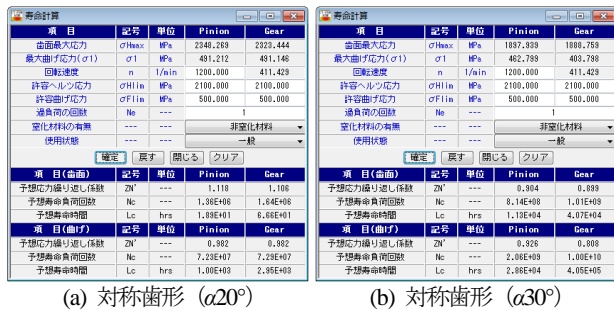 寿命計算
項 目 記号 単位 Pinion Gear
歯面最大応力 σHmax MPa 2348.269 2323.444
最大曲げ応力(σ1) σ1 MPa 491.212 491.146
回転速度 n 1/min 1200.000 411.429
許容ヘルツ応力 σHlim MPa 2100.000 2100.000
許容曲げ応力 σFlim MPa 500.000 500.000
過負荷の回数 Ne --- 1
窒化材料の有無 --- --- 非窒化材料
使用状態 --- --- 一般
確定 戻す 閉じる クリア
項 目(歯面) 記号 単位 Pinion Gear
予想応力繰り返し係数 ZN' --- 1.118 1.106
予想寿命負荷回数 Nc --- 1.36E+06 1.64E+06
予想寿命時間 Lc hrs 1.89E+01 6.66E+01
項 目(曲げ) 記号 単位 Pinion Gear
予想応力繰り返し係数 ZN' --- 0.982 0.982
予想寿命負荷回数 Nc --- 7.23E+07 7.29E+07
予想寿命時間 Lc hrs 1.00E+03 2.95E+03
(a) 対称歯形（α20°）
寿命計算
項 目 記号 単位 Pinion Gear
歯面最大応力 σHmax MPa 1897.939 1888.759
最大曲げ応力(σ1) σ1 MPa 462.799 403.798
回転速度 n 1/min 1200.000 411.429
許容ヘルツ応力 σHlim MPa 2100.000 2100.000
許容曲げ応力 σFlim MPa 500.000 500.000
過負荷の回数 Ne --- 1
窒化材料の有無 --- --- 非窒化材料
使用状態 --- --- 一般
確定 戻す 閉じる クリア
項 目(歯面) 記号 単位 Pinion Gear
予想応力繰り返し係数 ZN' --- 0.904 0.899
予想寿命負荷回数 Nc --- 8.14E+08 1.01E+09
予想寿命時間 Lc hrs 1.13E+04 4.07E+04
項 目(曲げ) 記号 単位 Pinion Gear
予想応力繰り返し係数 ZN' --- 0.926 0.808
予想寿命負荷回数 Nc --- 2.06E+09 1.00E+10
予想寿命時間 Lc hrs 2.86E+04 4.05E+05
(b) 対称歯形（α30°）